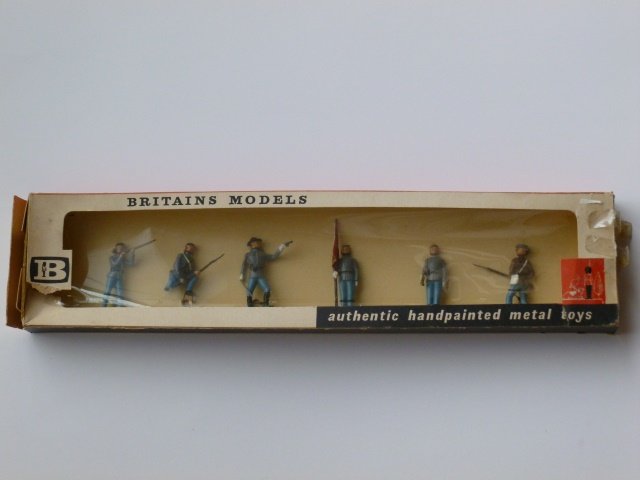 BRITAINS MODELS
B
authentic handpainted metal toys